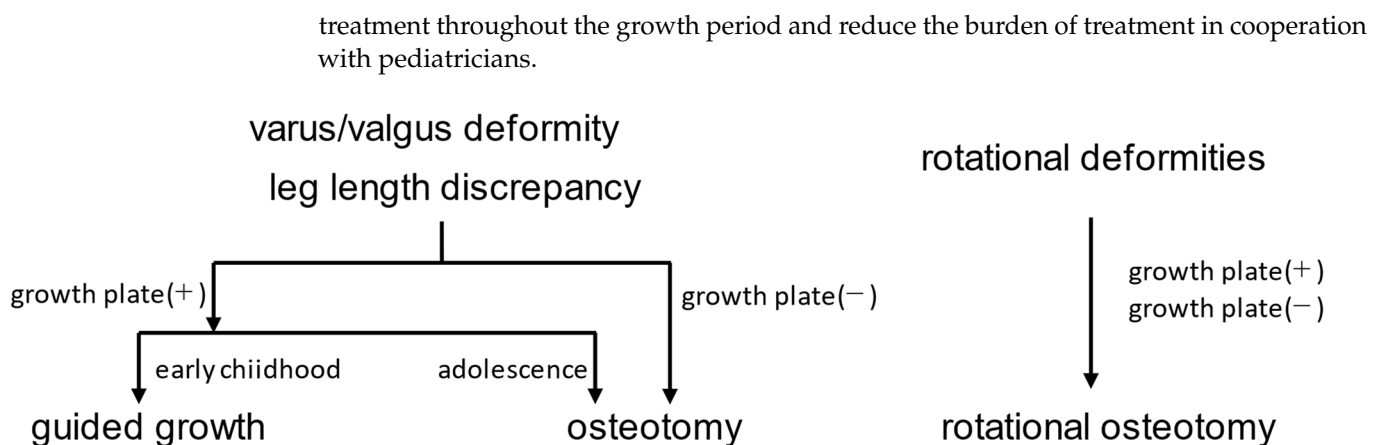 treatment throughout the growth period and reduce the burden of treatment in cooperation
with pediatricians.
varus/valgus deformity
leg length discrepancy
growth plate(+)
growth plate(−)
early chiidhood
adolescence
guided growth
osteotomy
rotational deformities
growth plate(+)
growth plate(−)
rotational osteotomy